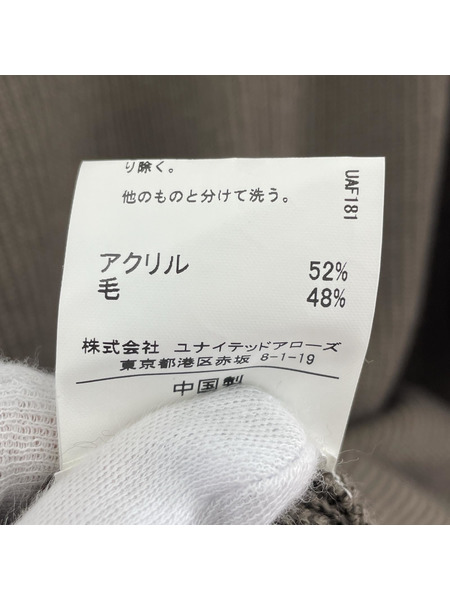 り除く。
他のものと分けて洗う。
アクリル 52%
毛 48%
株式会社 ユナイテッドアローズ
東京都港区赤坂 8-1-19
中国製
UAF181